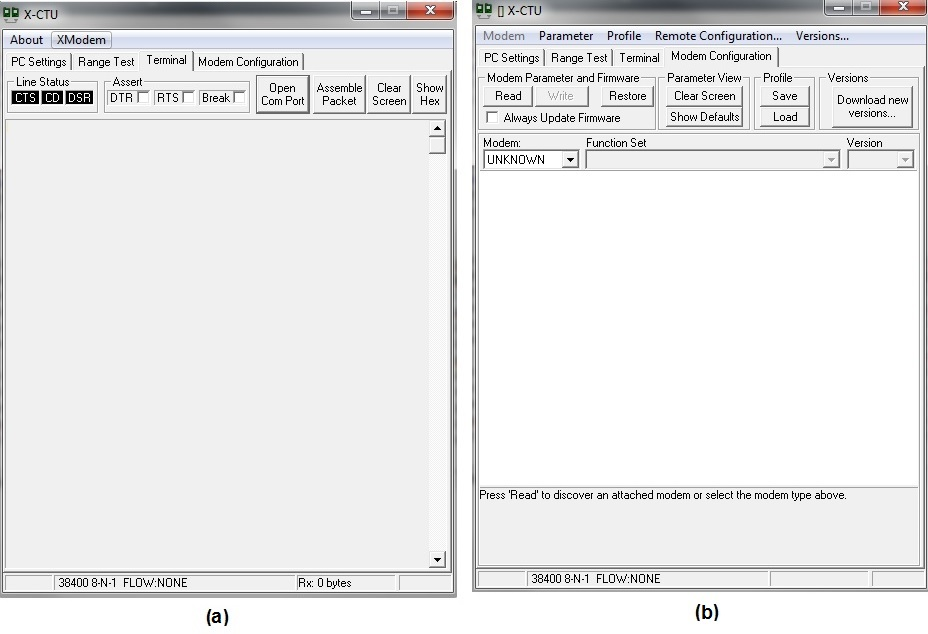 X-CTU
About XModem
PC Settings Range Test Terminal Modem Configuration
Line Status
CTS CD DSR
Assert
DTR RTS Break
Open
Com Port
Assemble
Packet
Clear
Screen
Show
Hex
38400 8-N-1 FLOW:NONE
Rx: 0 bytes
(a)
[] X-CTU
Modem Parameter Profile Remote Configuration... Versions...
PC Settings Range Test Terminal Modem Configuration
Modem Parameter and Firmware
Read Write Restore
Always Update Firmware
Parameter View
Clear Screen
Show Defaults
Profile
Save
Load
Versions
Download new
versions...
Modem: Function Set Version
UNKNOWN
Press 'Read' to discover an attached modem or select the modem type above.
38400 8-N-1 FLOW:NONE
(b)